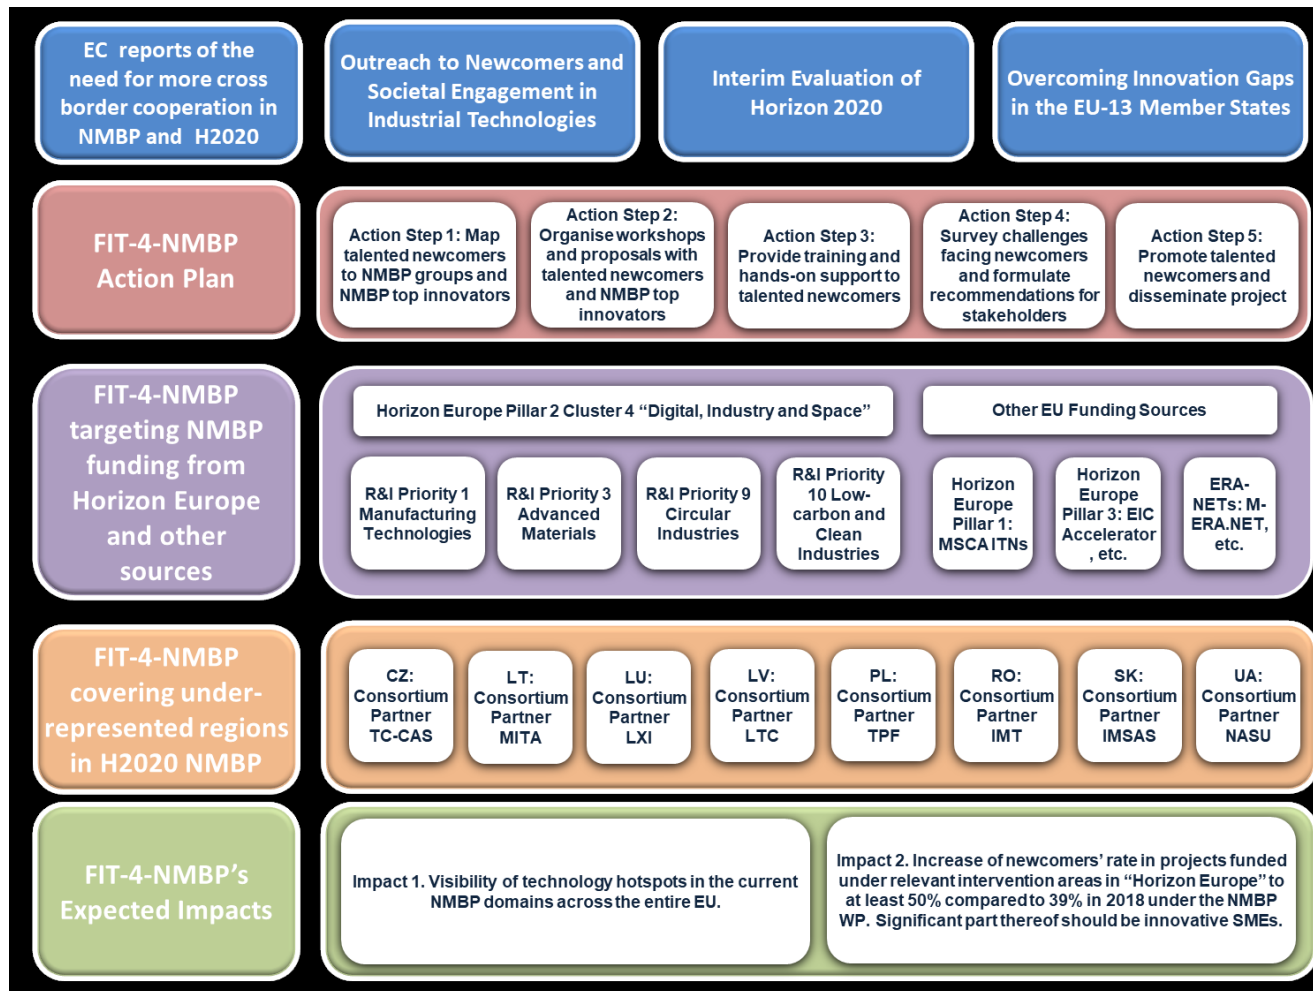 EC reports of the
need for more cross
border cooperation in
NMBP and H2020
Outreach to Newcomers and
Societal Engagement in
Industrial Technologies
Interim Evaluation of
Horizon 2020
Overcoming Innovation Gaps
in the EU-13 Member States
FIT-4-NMBP
Action Plan
Action Step 1: Map
talented newcomers
to NMBP groups and
NMBP top innovators
Action Step 2:
Organise workshops
and proposals with
talented newcomers
and NMBP top
innovators
Action Step 3:
Provide training and
hands-on support to
talented newcomers
Action Step 4:
Survey challenges
facing newcomers
and formulate
recommendations for
stakeholders
Action Step 5:
Promote talented
newcomers and
disseminate project
FIT-4-NMBP
targeting NMBP
funding from
Horizon Europe
and other
sources
Horizon Europe Pillar 2 Cluster 4 “Digital, Industry and Space”
Other EU Funding Sources
R&I Priority 1
Manufacturing
Technologies
R&I Priority 3
Advanced
Materials
R&I Priority 9
Circular
Industries
R&I Priority
10 Low-
carbon and
Clean
Industries
Horizon
Europe
Pillar 1:
MSCA ITNs
Horizon
Europe
Pillar 3: EIC
Accelerator
, etc.
ERA-
NETs: M-
ERA.NET,
etc.
FIT-4-NMBP
covering under-
represented regions
in H2020 NMBP
CZ:
Consortium
Partner
TC-CAS
LT:
Consortium
Partner
MITA
LU:
Consortium
Partner
LXI
LV:
Consortium
Partner
LTC
PL:
Consortium
Partner
TPF
RO:
Consortium
Partner
IMT
SK:
Consortium
Partner
IMSAS
UA:
Consortium
Partner
NASU
FIT-4-NMBP’s
Expected Impacts
Impact 1. Visibility of technology hotspots in the current
NMBP domains across the entire EU.
Impact 2. Increase of newcomers’ rate in projects funded
under relevant intervention areas in “Horizon Europe” to
at least 50% compared to 39% in 2018 under the NMBP
WP. Significant part thereof should be innovative SMEs.